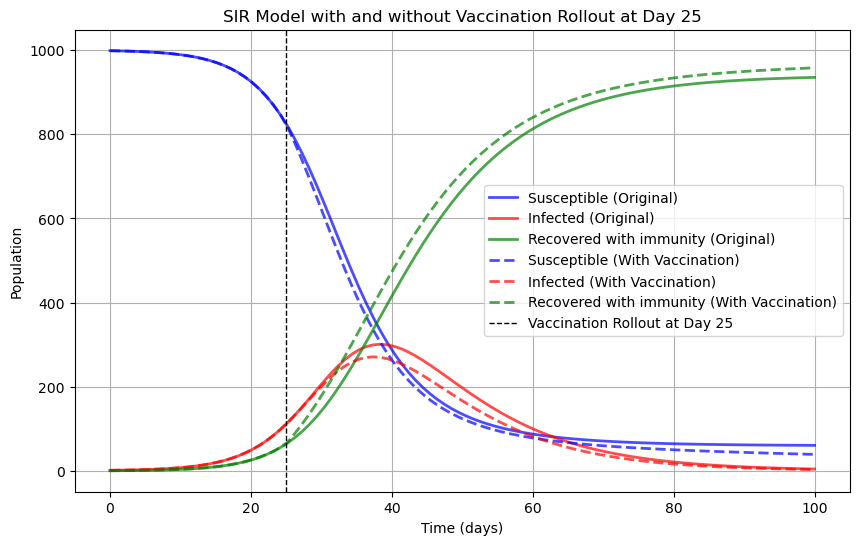 SIR Model with and without Vaccination Rollout at Day 25
Population
1000
800
600
400
200
0
Susceptible (Original)
Infected (Original)
Recovered with immunity (Original)
Susceptible (With Vaccination)
Infected (With Vaccination)
Recovered with immunity (With Vaccination)
Vaccination Rollout at Day 25
0 20 40 60 80 100
Time (days)